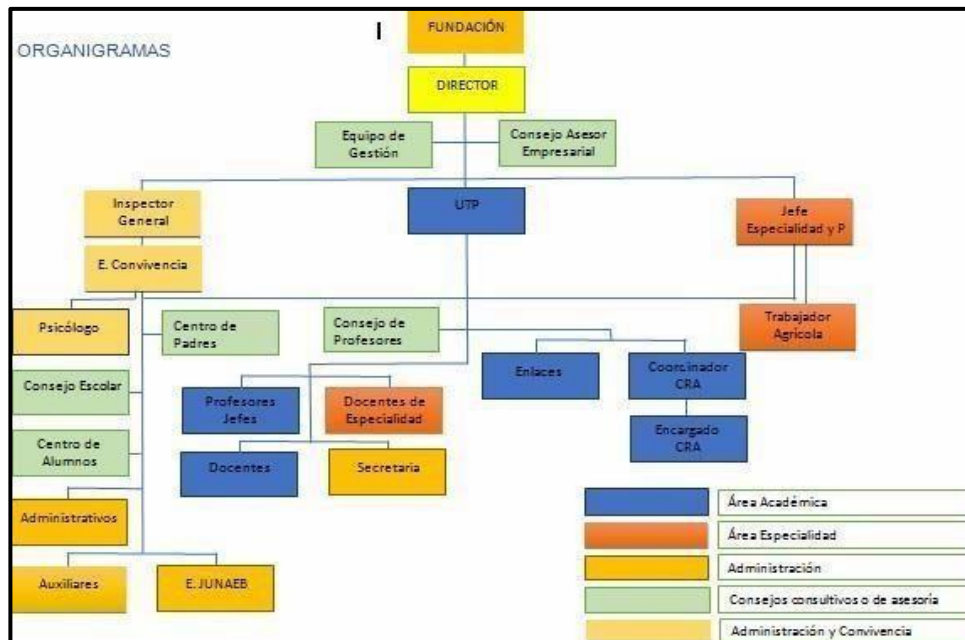 FUNDACIÓN
ORGANIGRAMAS
DIRECTOR
Equipo de
Gestión
Consejo Asesor
Empresarial
Inspector
General
UTP
Jefe
Especialidad y P
E. Convivencia
Psicólogo
Centro de
Padres
Consejo de
Profesores
Trabajador
Agrícola
Enlaces
Coordinador
CRA
Consejo Escolar
Profesores
Jefes
Docentes de
Especialidad
Encargado
CRA
Centro de
Alumnos
Docentes
Secretaria
Administrativos
Área Académica
Área Especialidad
Auxiliares
E. JUNAEB
Administración
Consejos consultivos o de asesoría
Administración y Convivencia